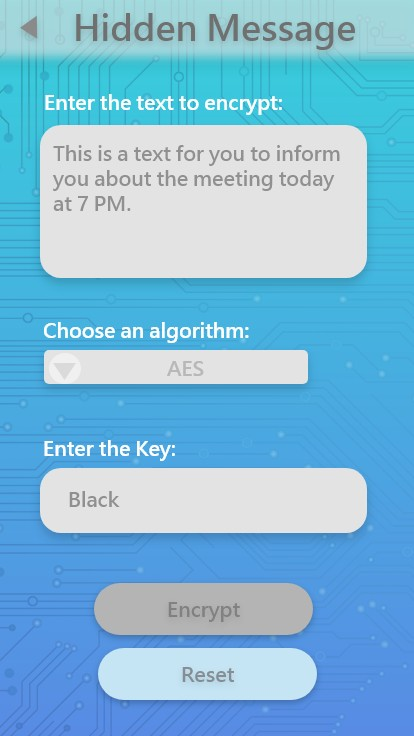 Hidden Message
Enter the text to encrypt:
This is a text for you to inform
you about the meeting today
at 7 PM.
Choose an algorithm:
AES
Enter the Key:
Black
Encrypt
Reset